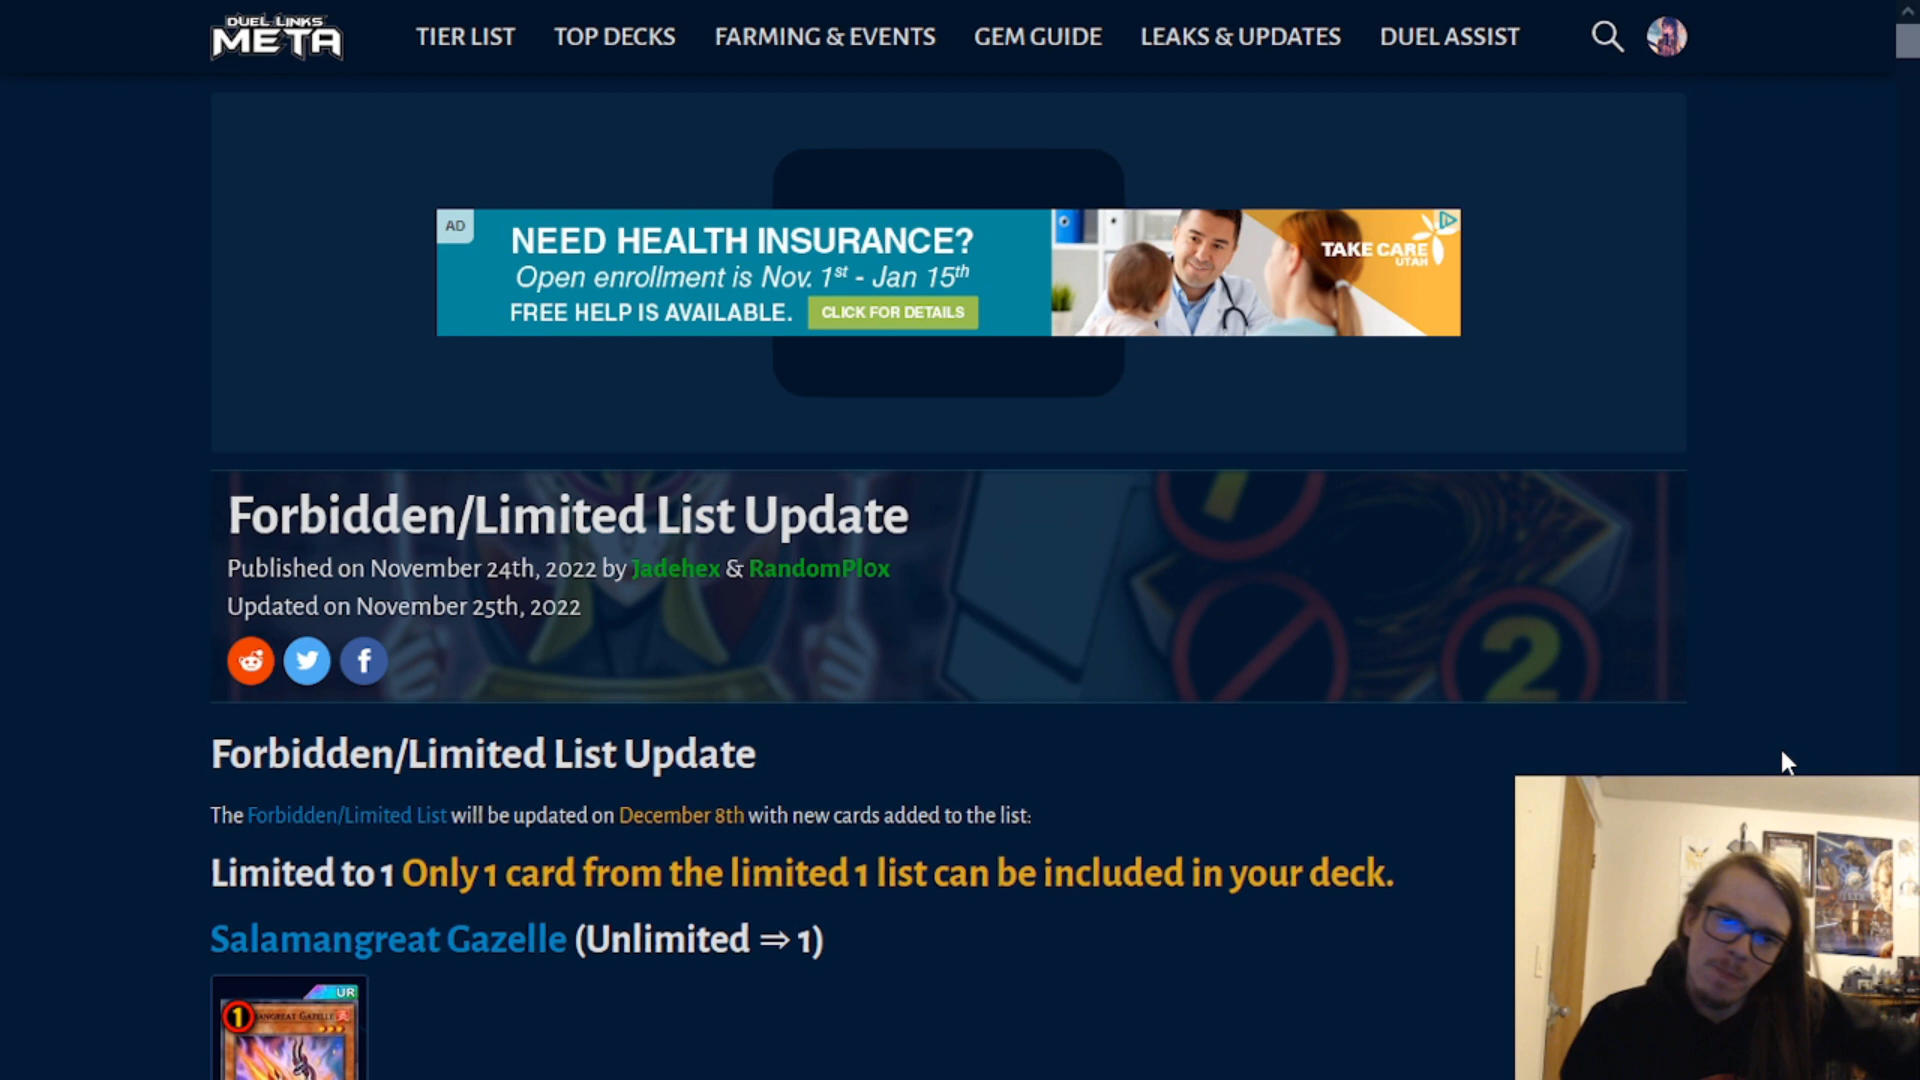 DUEL LINKS
META
TIER LIST
TOP DECKS
FARMING & EVENTS
GEM GUIDE
LEAKS & UPDATES
DUEL ASSIST
AD
NEED HEALTH INSURANCE?
Open enrollment is Nov. 1st - Jan 15th
FREE HELP IS AVAILABLE.
CLICK FOR DETAILS
TAKE CARE
UTAH
1
2
Forbidden/Limited List Update
Published on November 24th, 2022 by Jadehex & RandomPl0x
Updated on November 25th, 2022
Forbidden/Limited List Update
The Forbidden/Limited List will be updated on December 8th with new cards added to the list:
Limited to 1 Only 1 card from the limited 1 list can be included in your deck.
Salamangreat Gazelle (Unlimited ⇒ 1)
UR
1
ANGREAT GAZELLE